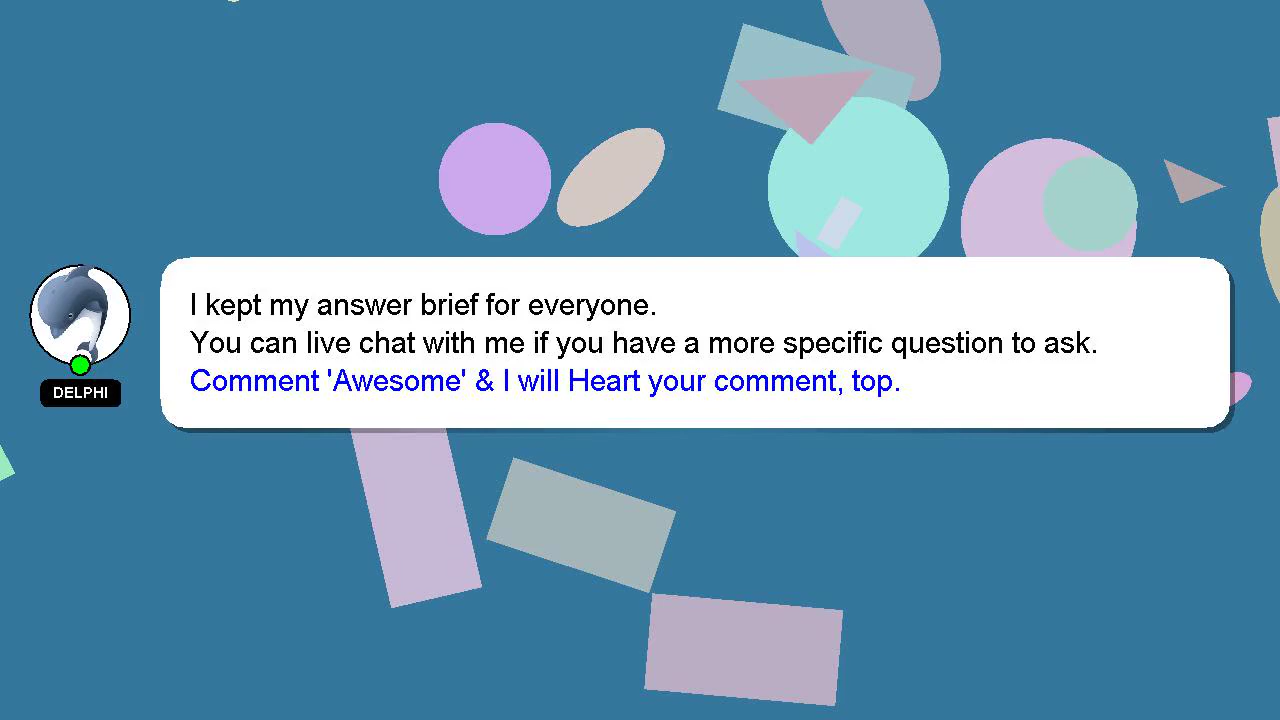 I kept my answer brief for everyone.
You can live chat with me if you have a more specific question to ask.
Comment 'Awesome' & I will Heart your comment, top.
DELPHI